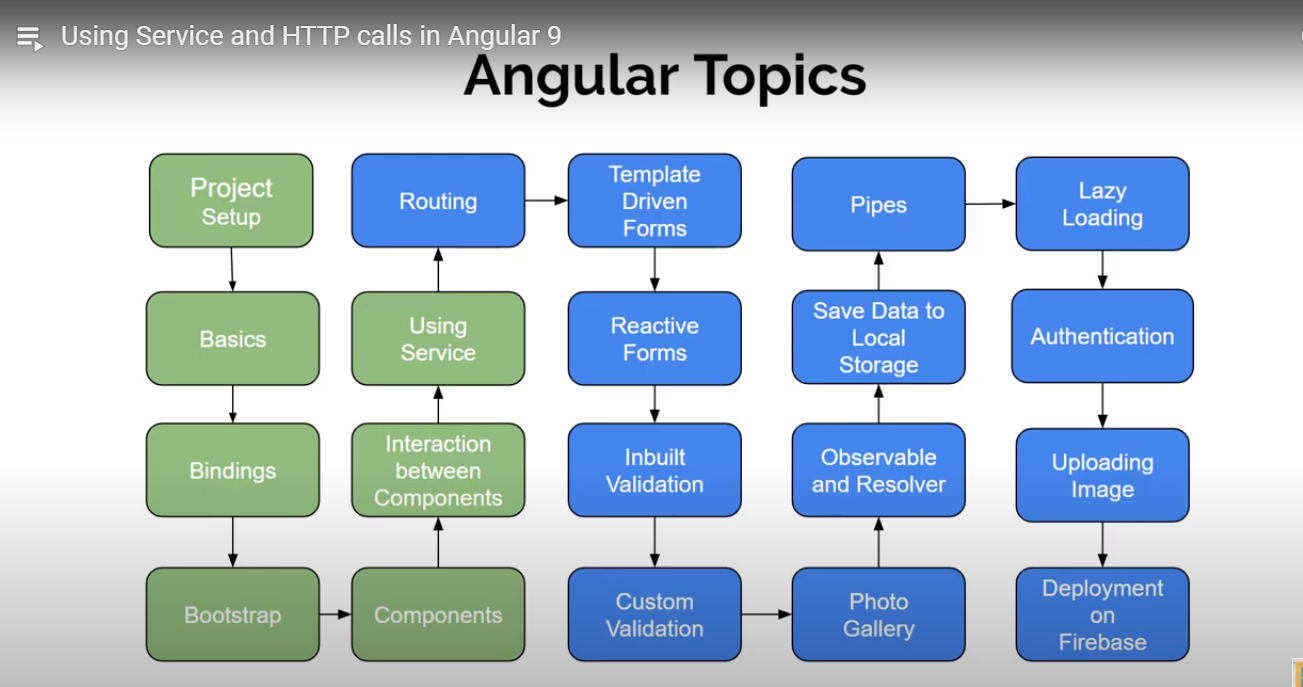 Using Service and HTTP calls in Angular 9
Angular Topics
Project
Setup
Basics
Bindings
Bootstrap
Components
Interaction
between
Components
Using
Service
Routing
Template
Driven
Forms
Reactive
Forms
Inbuilt
Validation
Custom
Validation
Photo
Gallery
Observable
and Resolver
Save Data to
Local
Storage
Pipes
Lazy
Loading
Authentication
Uploading
Image
Deployment
on
Firebase